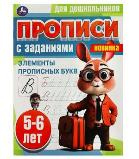 Для дошкольников
ПРОПИСИ
с заданиями
НОВИНКА
ЭЛЕМЕНТЫ
ПРОПИСНЫХ БУКВ
В
5-6
лет